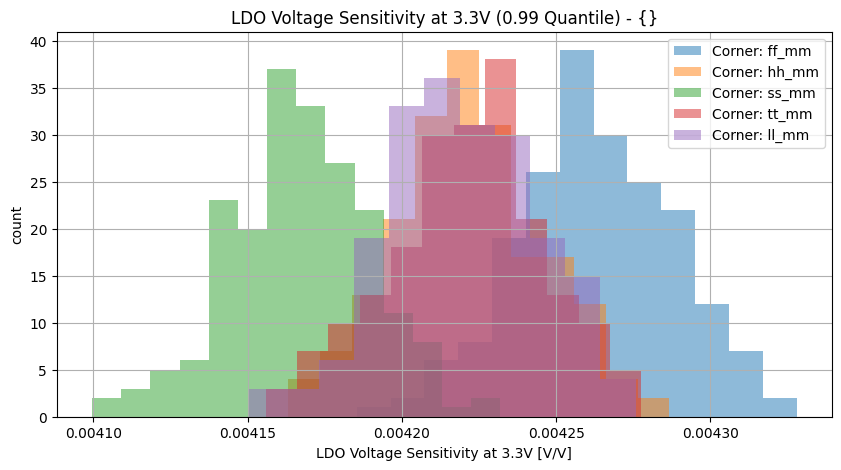 LDO Voltage Sensitivity at 3.3V (0.99 Quantile) - {}
40
35
30
25
20
15
10
5
0
count
Corner: ff_mm
Corner: hh_mm
Corner: ss_mm
Corner: tt_mm
Corner: ll_mm
0.00410 0.00415 0.00420 0.00425 0.00430
LDO Voltage Sensitivity at 3.3V [V/V]